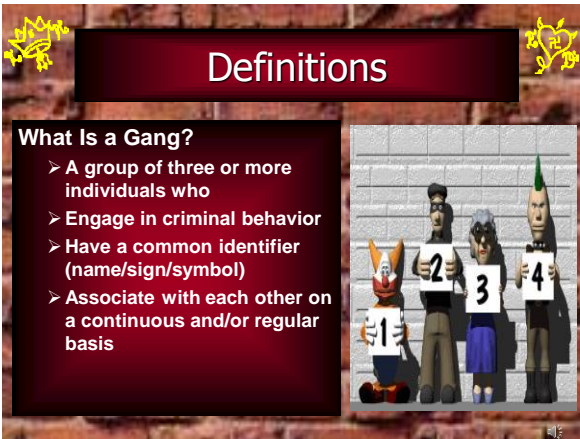 Definitions
What Is a Gang?
➢ A group of three or more
individuals who
➢ Engage in criminal behavior
➢ Have a common identifier
(name/sign/symbol)
➢ Associate with each other on
a continuous and/or regular
basis
1
2
3
4